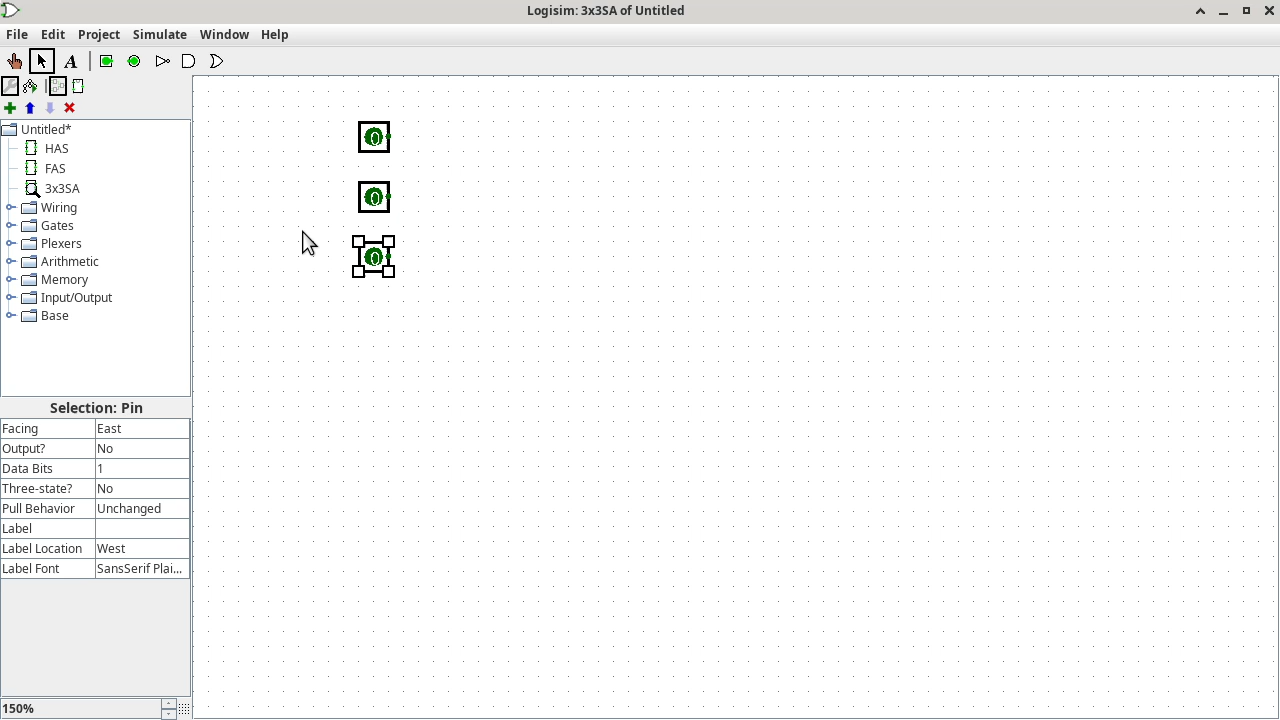 Logisim: 3x3SA of Untitled
File Edit Project Simulate Window Help
A
Untitled*
HAS
FAS
3x3SA
Wiring
Gates
Plexers
Arithmetic
Memory
Input/Output
Base
0
0
0
Selection: Pin
Facing East
Output? No
Data Bits 1
Three-state? No
Pull Behavior Unchanged
Label
Label Location West
Label Font SansSerif Plai...
150%